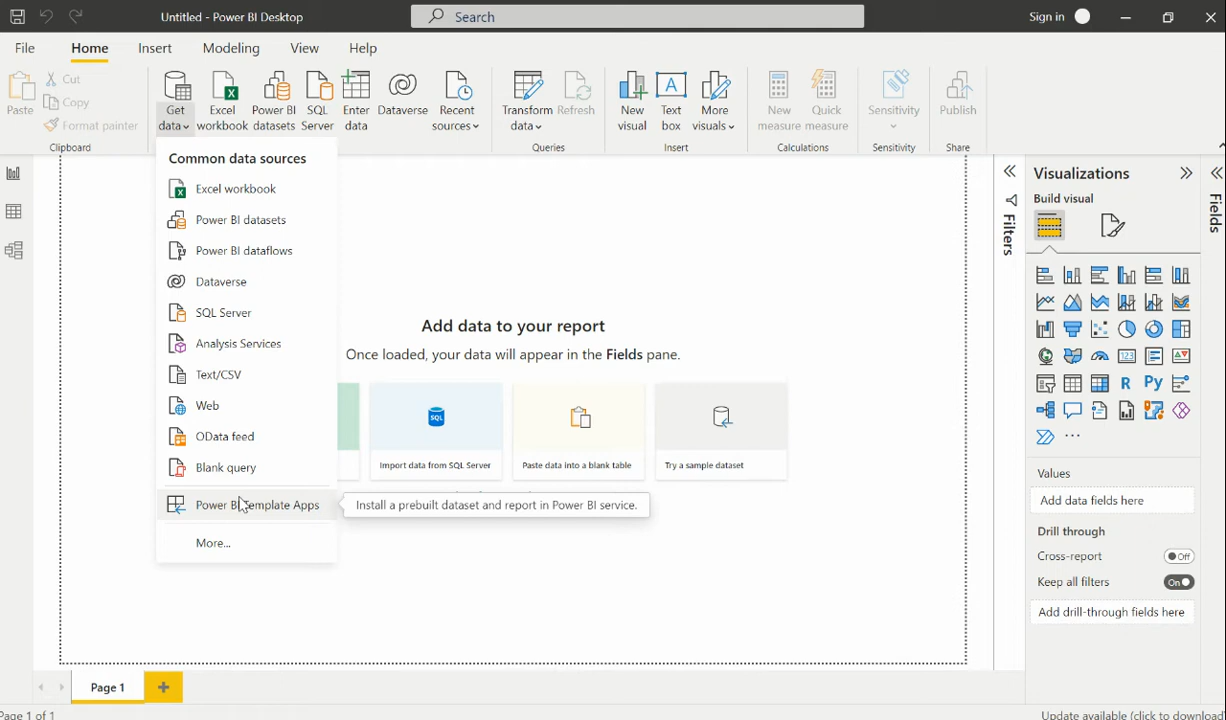 Untitled - Power BI Desktop
Search
Sign in
File
Home
Insert
Modeling
View
Help
Paste
Cut
Copy
Format painter
Clipboard
Get data
Excel workbook
Power BI datasets
SQL Server
Enter data
Dataverse
Recent sources
Transform data
Refresh
Queries
New visual
Text box
More visuals
Insert
New measure
Quick measure
Calculations
Sensitivity
Sensitivity
Publish
Share
Common data sources
Excel workbook
Power BI datasets
Power BI dataflows
Dataverse
SQL Server
Analysis Services
Text/CSV
Web
OData feed
Blank query
Power BI Template Apps
Install a prebuilt dataset and report in Power BI service.
More...
Add data to your report
Once loaded, your data will appear in the Fields pane.
SQL
Import data from SQL Server
Paste data into a blank table
Try a sample dataset
Filters
Visualizations
Build visual
123
R
Py
Values
Add data fields here
Drill through
Cross-report
Off
Keep all filters
On
Add drill-through fields here
Fields
Page 1
Page 1 of 1
Update available (click to download